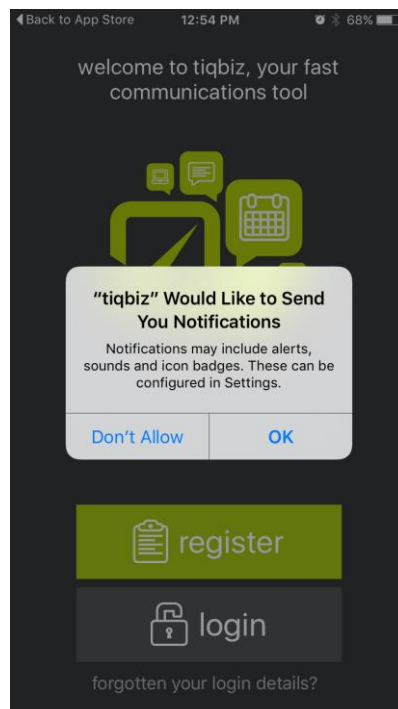 Back to App Store 12:54 PM 68%
welcome to tiqbiz, your fast
communications tool
“tiqbiz” Would Like to Send
You Notifications
Notifications may include alerts,
sounds and icon badges. These can be
configured in Settings.
Don’t Allow OK
register
login
forgotten your login details?